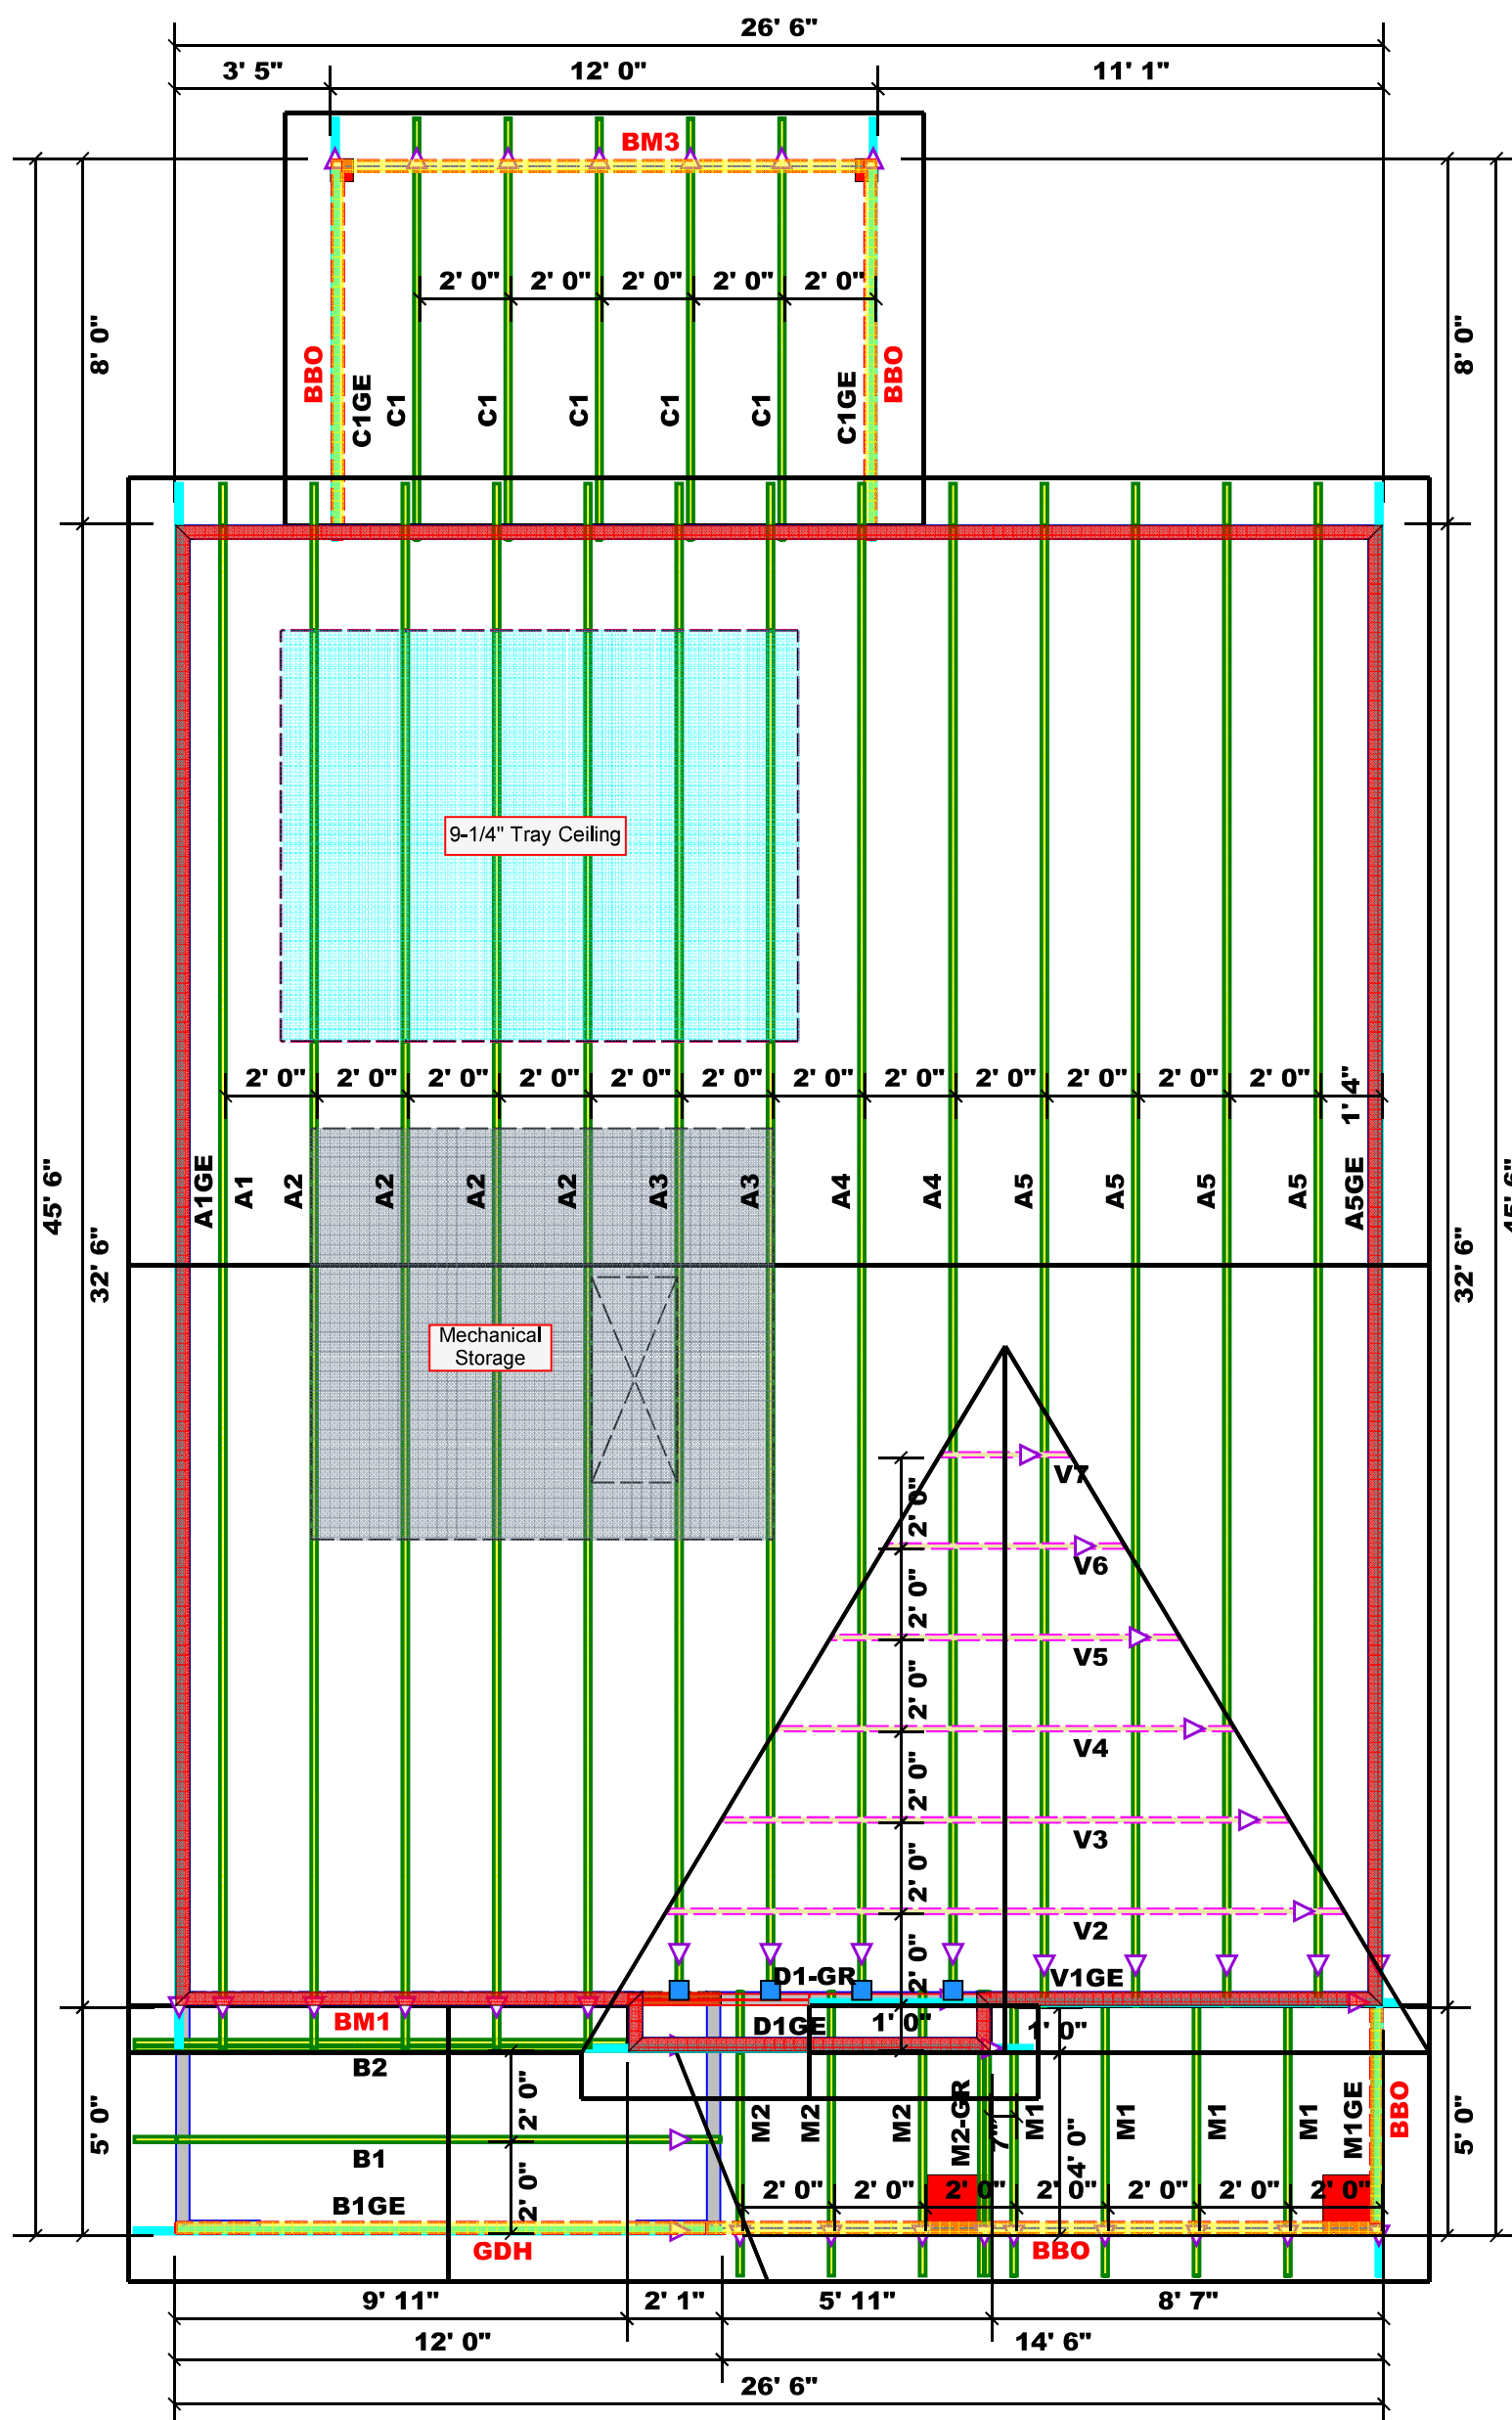 26' 6"
3' 5" 12' 0" 11' 1"
BM3
2' 0" 2' 0" 2' 0" 2' 0" 2' 0"
8' 0" 8' 0"
BBO C1GE C1 C1 C1 C1 C1 C1GE BBO
9-1/4" Tray Ceiling
2' 0" 2' 0" 2' 0" 2' 0" 2' 0" 2' 0" 2' 0" 2' 0" 2' 0" 2' 0" 2' 0" 2' 0" 1' 4"
A1GE A1 A2 A2 A2 A2 A3 A3 A4 A4 A5 A5 A5 A5 A5GE
45' 6" 32' 6" 32' 6" 45' 6"
Mechanical
Storage
V7
2' 0"
V6
2' 0"
V5
2' 0"
V4
2' 0"
V3
2' 0"
V2
2' 0"
D1-GR V1GE
BM1 D1GE 1' 0" 1' 0"
B2
5' 0" 2' 0" M2 M2 M2 M2-GR 7" M1 4' 0" M1 M1 M1 M1GE BBO 5' 0"
B1
2' 0" 2' 0" 2' 0" 2' 0" 2' 0" 2' 0" 2' 0" 2' 0"
B1GE
GDH BBO
9' 11" 2' 1" 5' 11" 8' 7"
12' 0" 14' 6"
26' 6"